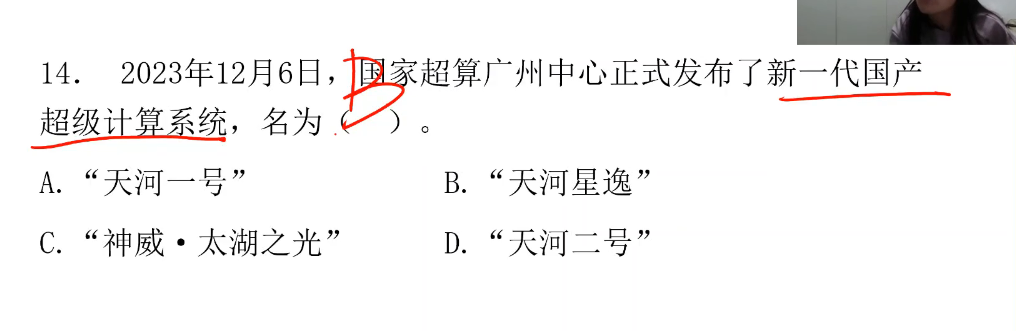 14. 2023年12月6日，国家超算广州中心正式发布了新一代国产
超级计算系统，名为（B）。
A. “天河一号”
B. “天河星逸”
C. “神威·太湖之光”
D. “天河二号”